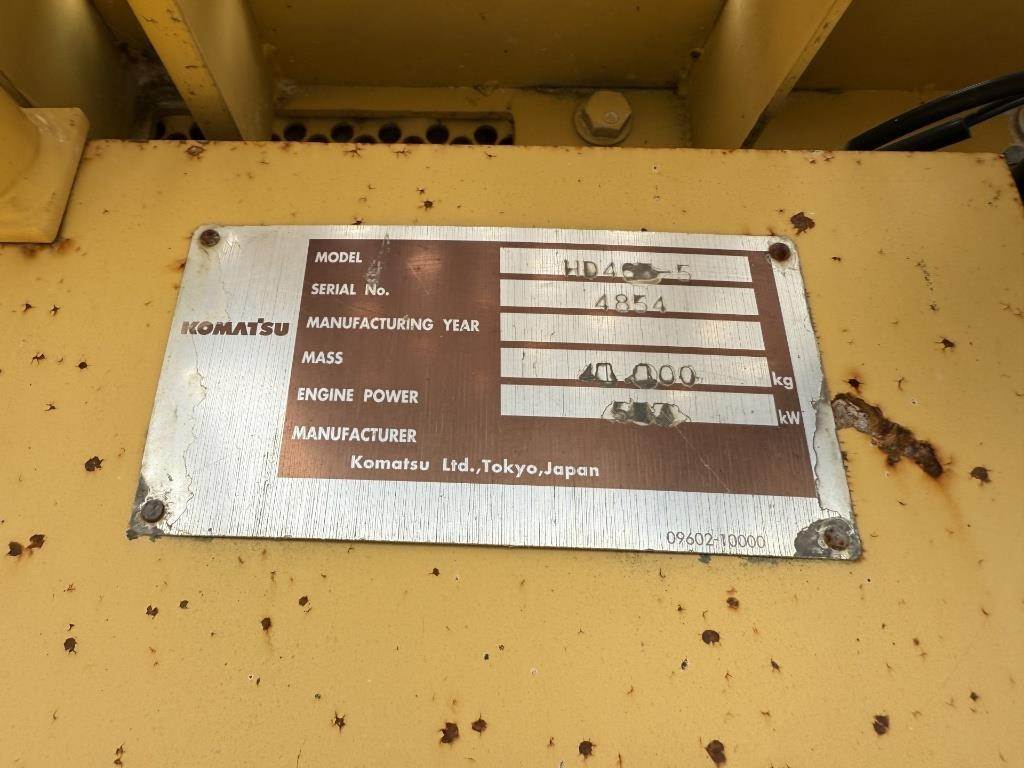 MODEL
SERIAL No. 4854
KOMATSU
MANUFACTURING YEAR
MASS kg
ENGINE POWER kW
MANUFACTURER
Komatsu Ltd.,Tokyo,Japan
09602-10000